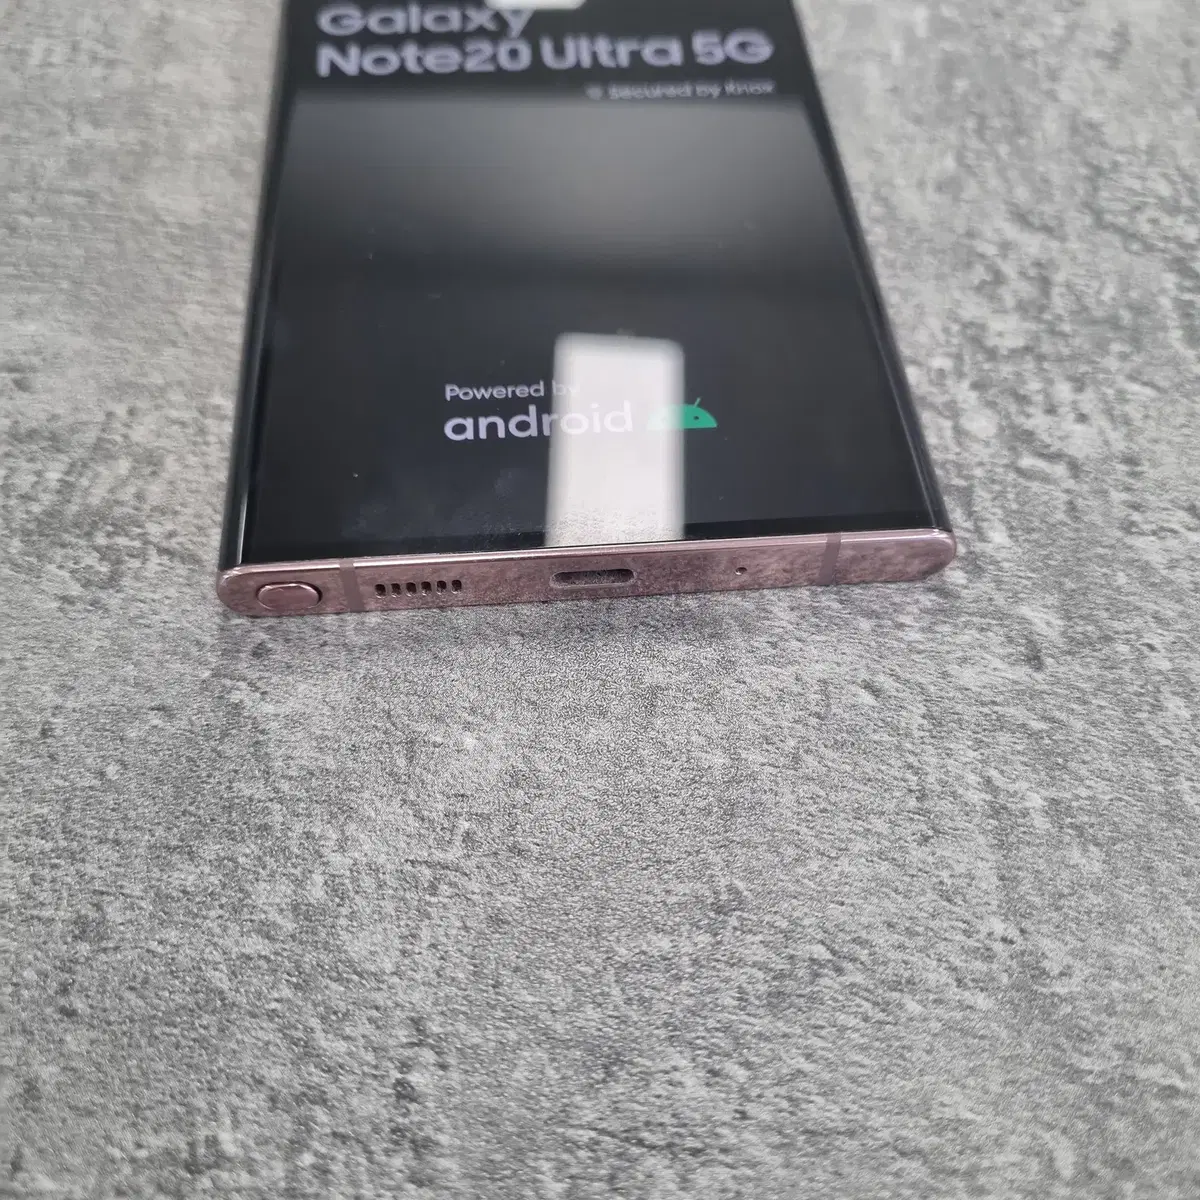 Galaxy
Note20 Ultra 5G
Secured by Knox
Powered by
android